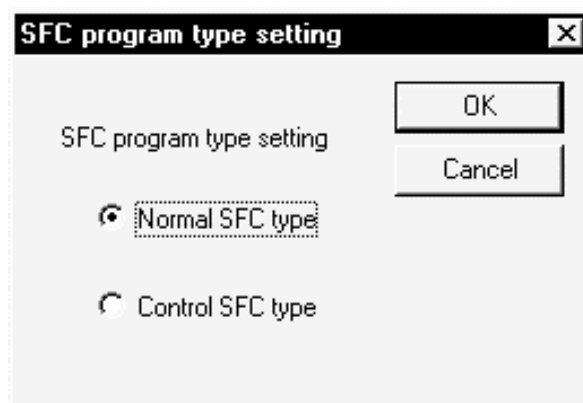 SFC program type setting
OK
SFC program type setting
Cancel
Normal SFC type
Control SFC type